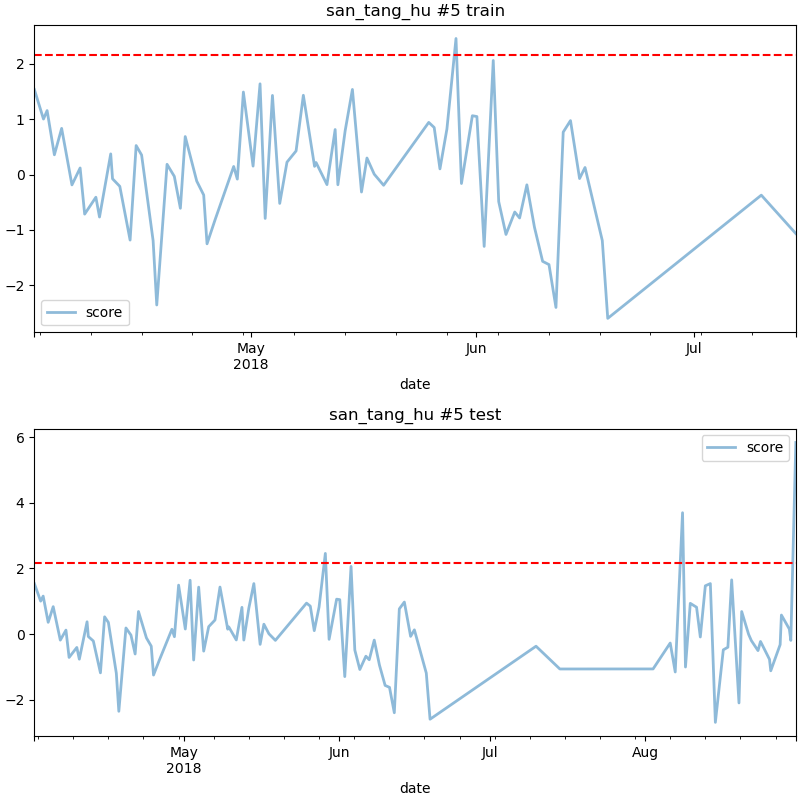 san_tang_hu #5 train
2
1
0
−1
−2
score
May
2018
Jun
Jul
date
san_tang_hu #5 test
6
4
2
0
−2
score
May
2018
Jun
Jul
Aug
date